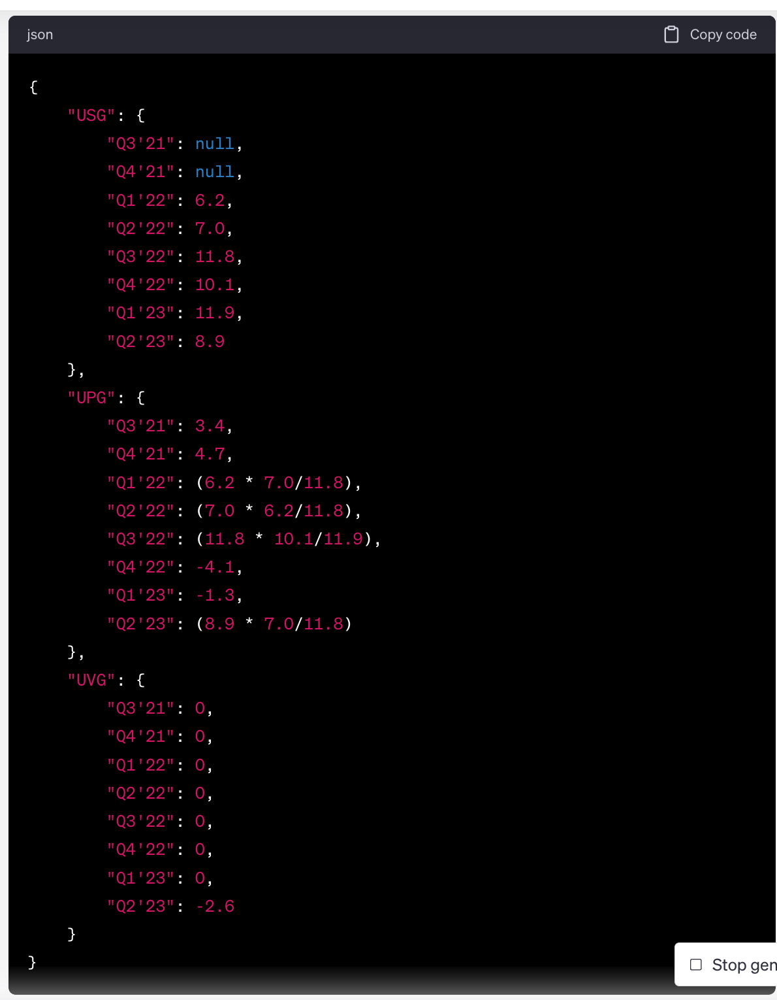 json
Copy code
{
"USG": {
"Q3'21": null,
"Q4'21": null,
"Q1'22": 6.2,
"Q2'22": 7.0,
"Q3'22": 11.8,
"Q4'22": 10.1,
"Q1'23": 11.9,
"Q2'23": 8.9
},
"UPG": {
"Q3'21": 3.4,
"Q4'21": 4.7,
"Q1'22": (6.2 * 7.0/11.8),
"Q2'22": (7.0 * 6.2/11.8),
"Q3'22": (11.8 * 10.1/11.9),
"Q4'22": -4.1,
"Q1'23": -1.3,
"Q2'23": (8.9 * 7.0/11.8)
},
"UVG": {
"Q3'21": 0,
"Q4'21": 0,
"Q1'22": 0,
"Q2'22": 0,
"Q3'22": 0,
"Q4'22": 0,
"Q1'23": 0,
"Q2'23": -2.6
}
}
Stop gen